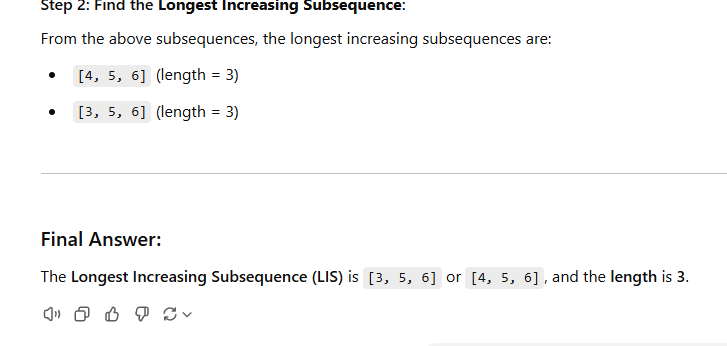 Step 2: Find the Longest Increasing Subsequence:
From the above subsequences, the longest increasing subsequences are:
[4, 5, 6] (length = 3)
[3, 5, 6] (length = 3)
Final Answer:
The Longest Increasing Subsequence (LIS) is [3, 5, 6] or [4, 5, 6], and the length is 3.